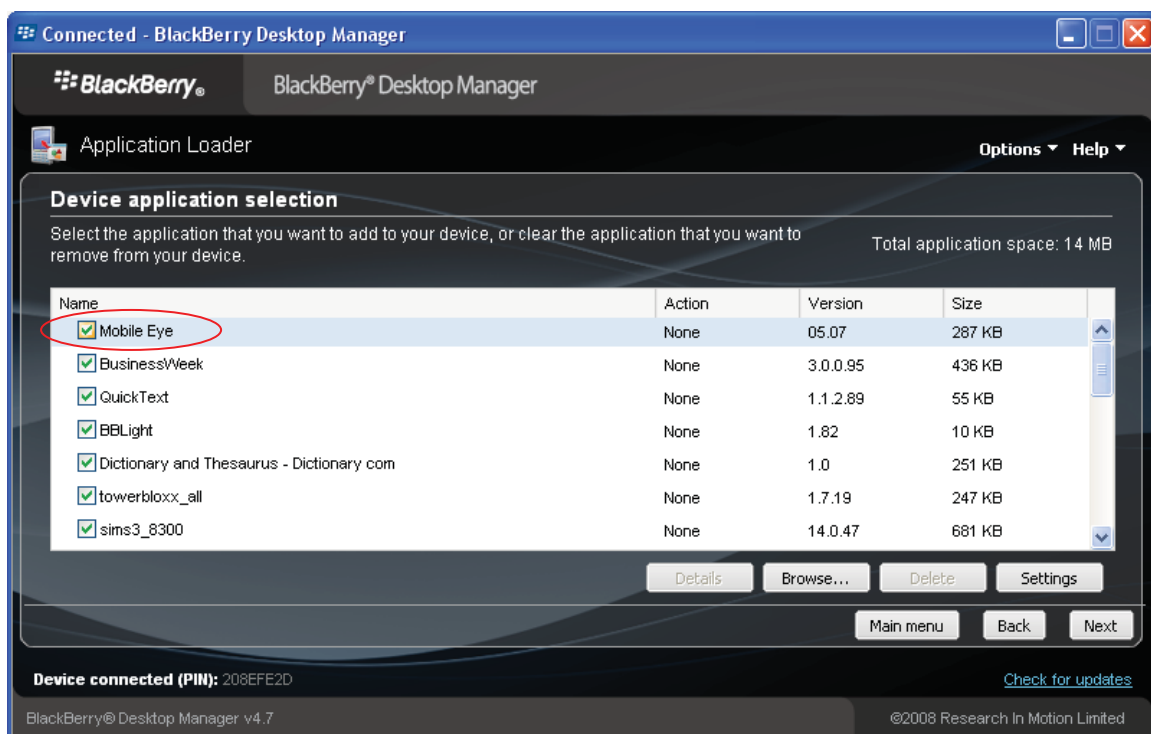 Connected - BlackBerry Desktop Manager
BlackBerry® BlackBerry® Desktop Manager
Application Loader Options Help
Device application selection
Select the application that you want to add to your device, or clear the application that you want to
remove from your device.
Total application space: 14 MB
Name Action Version Size
Mobile Eye None 05.07 287 KB
BusinessWeek None 3.0.0.95 436 KB
QuickText None 1.1.2.89 55 KB
BBLight None 1.82 10 KB
Dictionary and Thesaurus - Dictionary com None 1.0 251 KB
towerbloxx_all None 1.7.19 247 KB
sims3_8300 None 14.0.47 681 KB
Details Browse... Delete Settings
Main menu Back Next
Device connected (PIN): 208EFE2D Check for updates
BlackBerry® Desktop Manager v4.7 ©2008 Research In Motion Limited